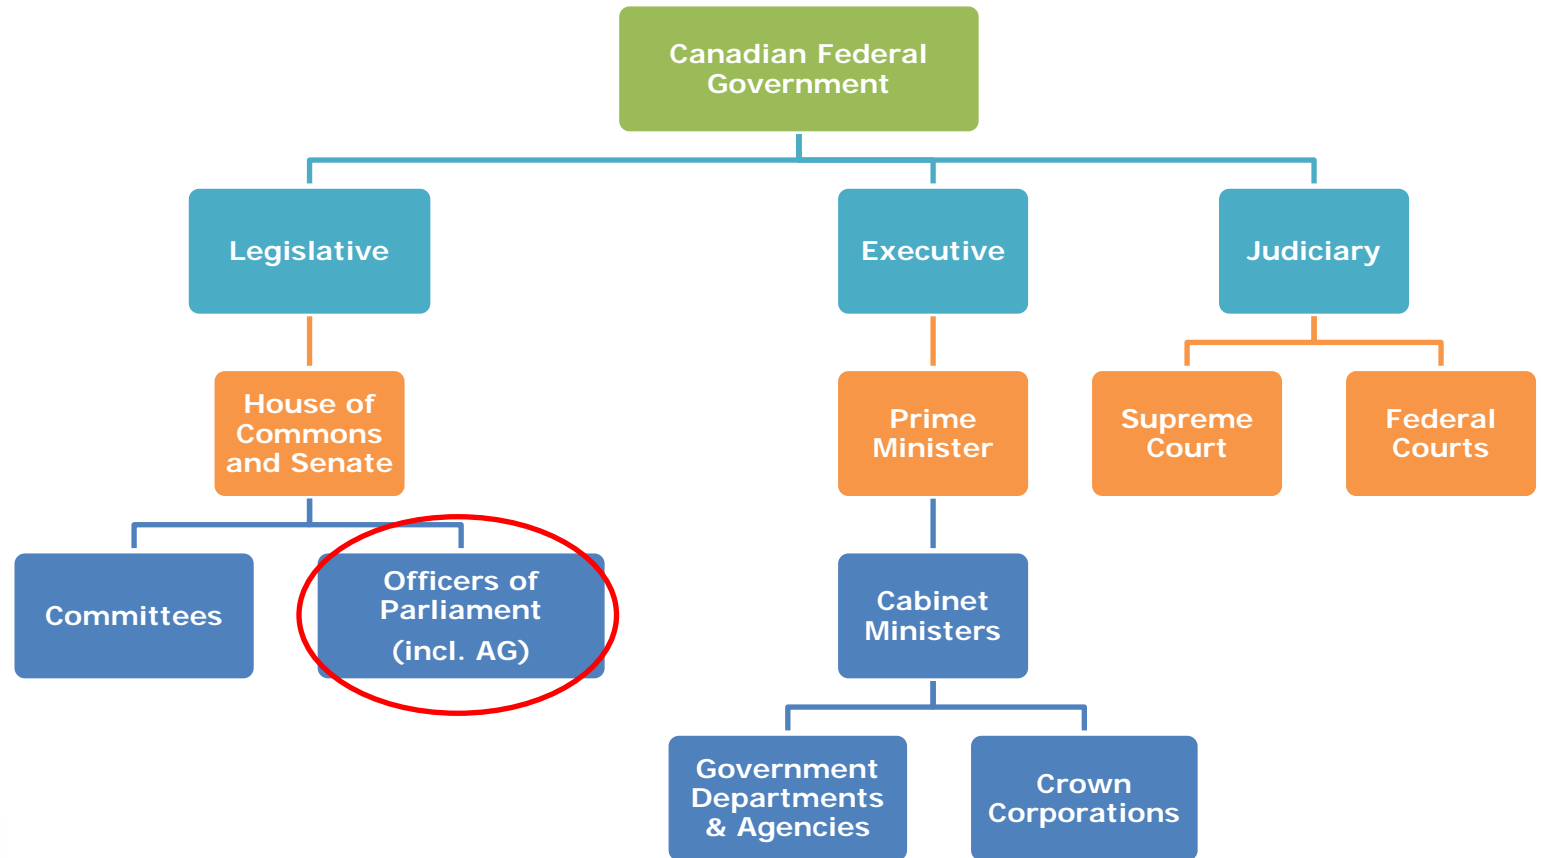 Canadian Federal
Government
Legislative
Executive
Judiciary
House of
Commons
and Senate
Prime
Minister
Supreme
Court
Federal
Courts
Committees
Officers of
Parliament
(incl. AG)
Cabinet
Ministers
Government
Departments
& Agencies
Crown
Corporations